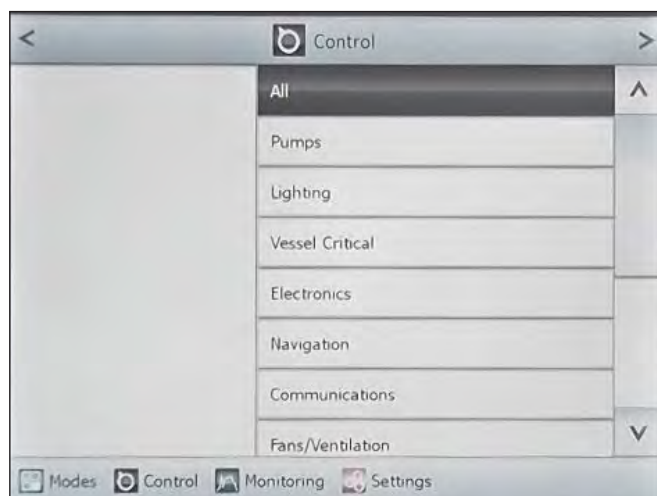 < Control >
All
Pumps
Lighting
Vessel Critical
Electronics
Navigation
Communications
Fans/Ventilation
Modes Control Monitoring Settings